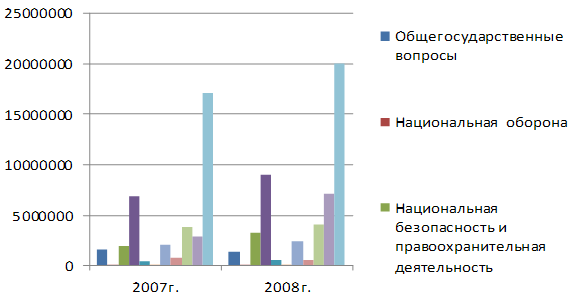 25000000
20000000
15000000
10000000
5000000
0
2007г.
2008г.
Общегосударственные
вопросы
Национальная оборона
Национальная
безопасность и
правоохранительная
деятельность